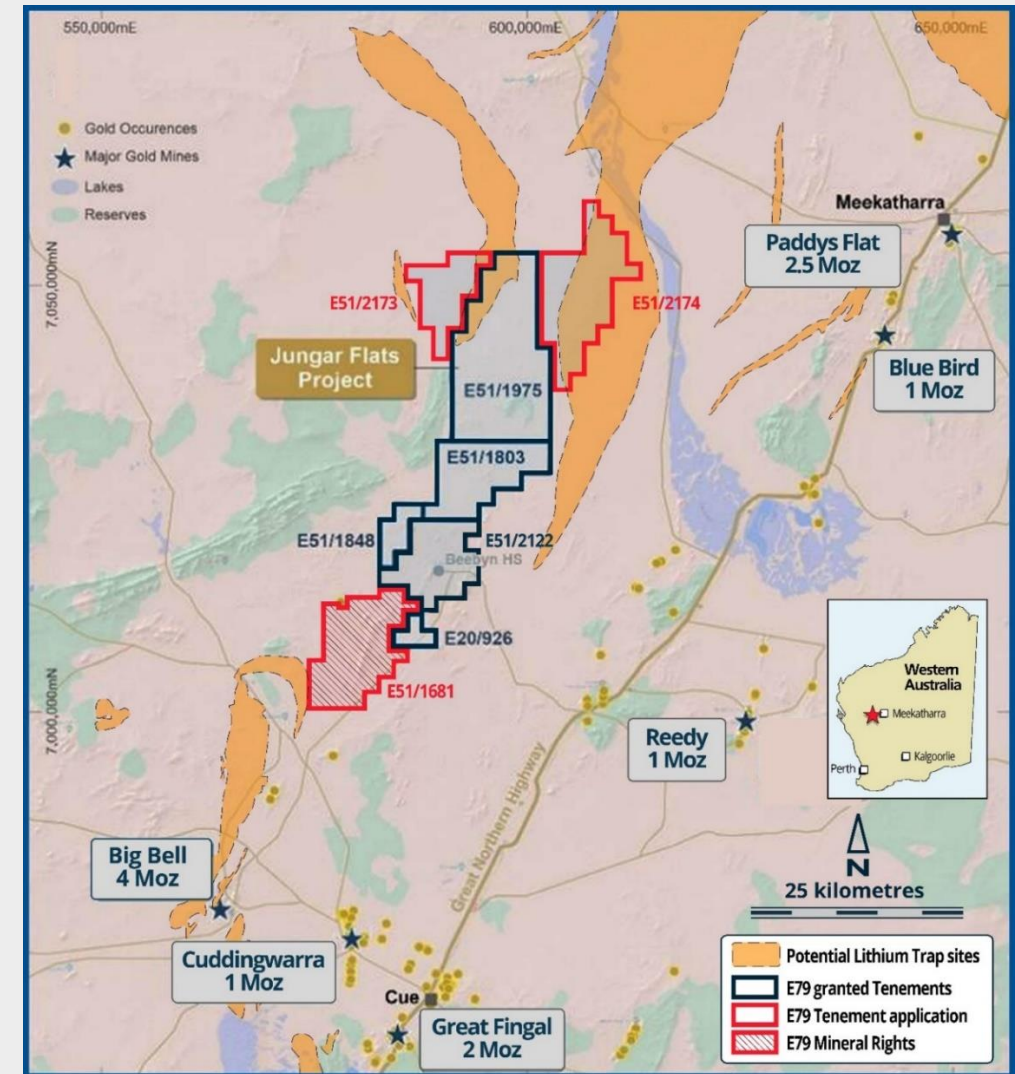 550,000mE
600,000mE
650,000mE
Gold Occurences
Major Gold Mines
Lakes
Reserves
Meekatharra
Paddys Flat
2.5 Moz
7,050,000mN
E51/2173
E51/2174
Jungar Flats
Project
Blue Bird
1 Moz
E51/1975
E51/1803
E51/1848
E51/2122
Beebyn HS
E20/926
E51/1681
7,000,000mN
Reedy
1 Moz
Western
Australia
Meekatharra
Kalgoorlie
Perth
Great Northern Highway
N
25 kilometres
Big Bell
4 Moz
Cuddingwarra
1 Moz
Cue
Great Fingal
2 Moz
Potential Lithium Trap sites
E79 granted Tenements
E79 Tenement application
E79 Mineral Rights